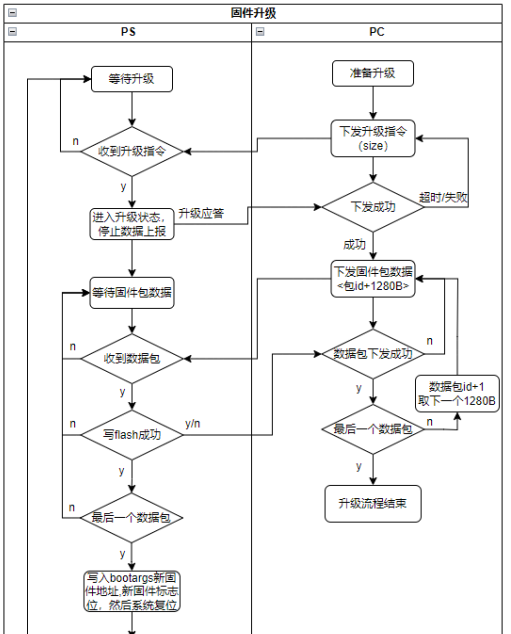 固件升级
PS
PC
等待升级
n
收到升级指令
y
进入升级状态，
停止数据上报
升级应答
等待固件包数据
n
收到数据包
y
n
写flash成功
y/n
y
n
最后一个数据包
y
写入bootargs新固
件地址,新固件标志
位，然后系统复位
准备升级
下发升级指令
（size）
下发成功
超时/失败
成功
下发固件包数据
<包id+1280B>
数据包下发成功
n
y
数据包id+1
取下一个1280B
最后一个数据包
n
y
升级流程结束